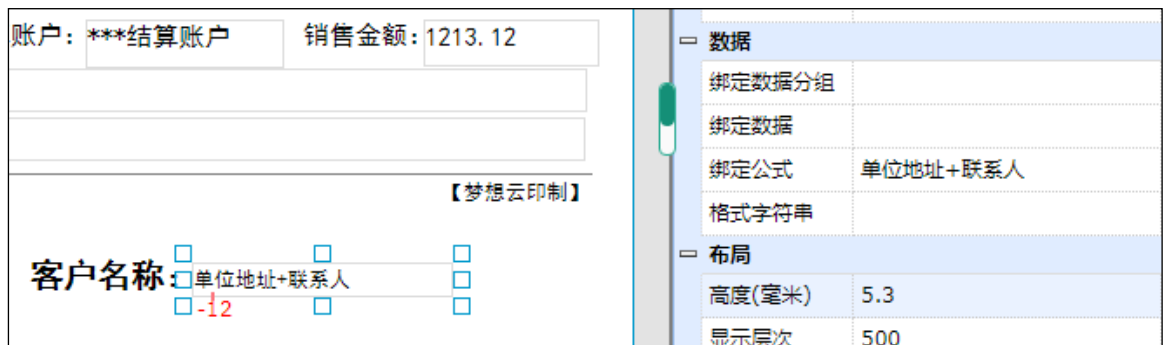 账户: ***结算账户 销售金额: 1213.12
【梦想云印制】
客户名称: 单位地址+联系人
-12
数据
绑定数据分组
绑定数据
绑定公式 单位地址+联系人
格式字符串
布局
高度(毫米) 5.3
显示层次 500